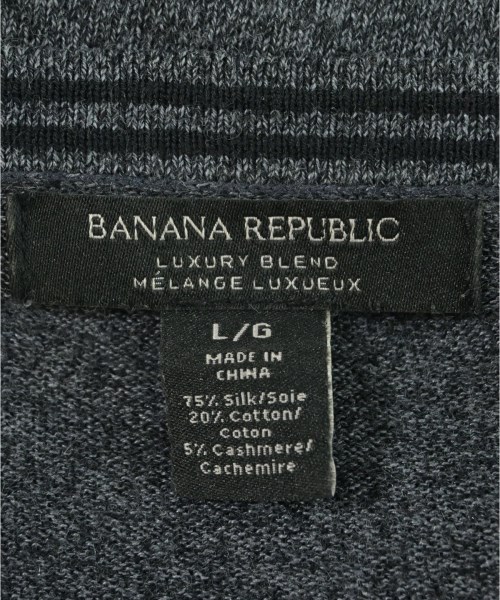 BANANA REPUBLIC
LUXURY BLEND
MÉLANGE LUXUEUX
L/G
MADE IN
CHINA
75% Silk/Soie
20% Cotton/
Coton
5% Cashmere/
Cachemire